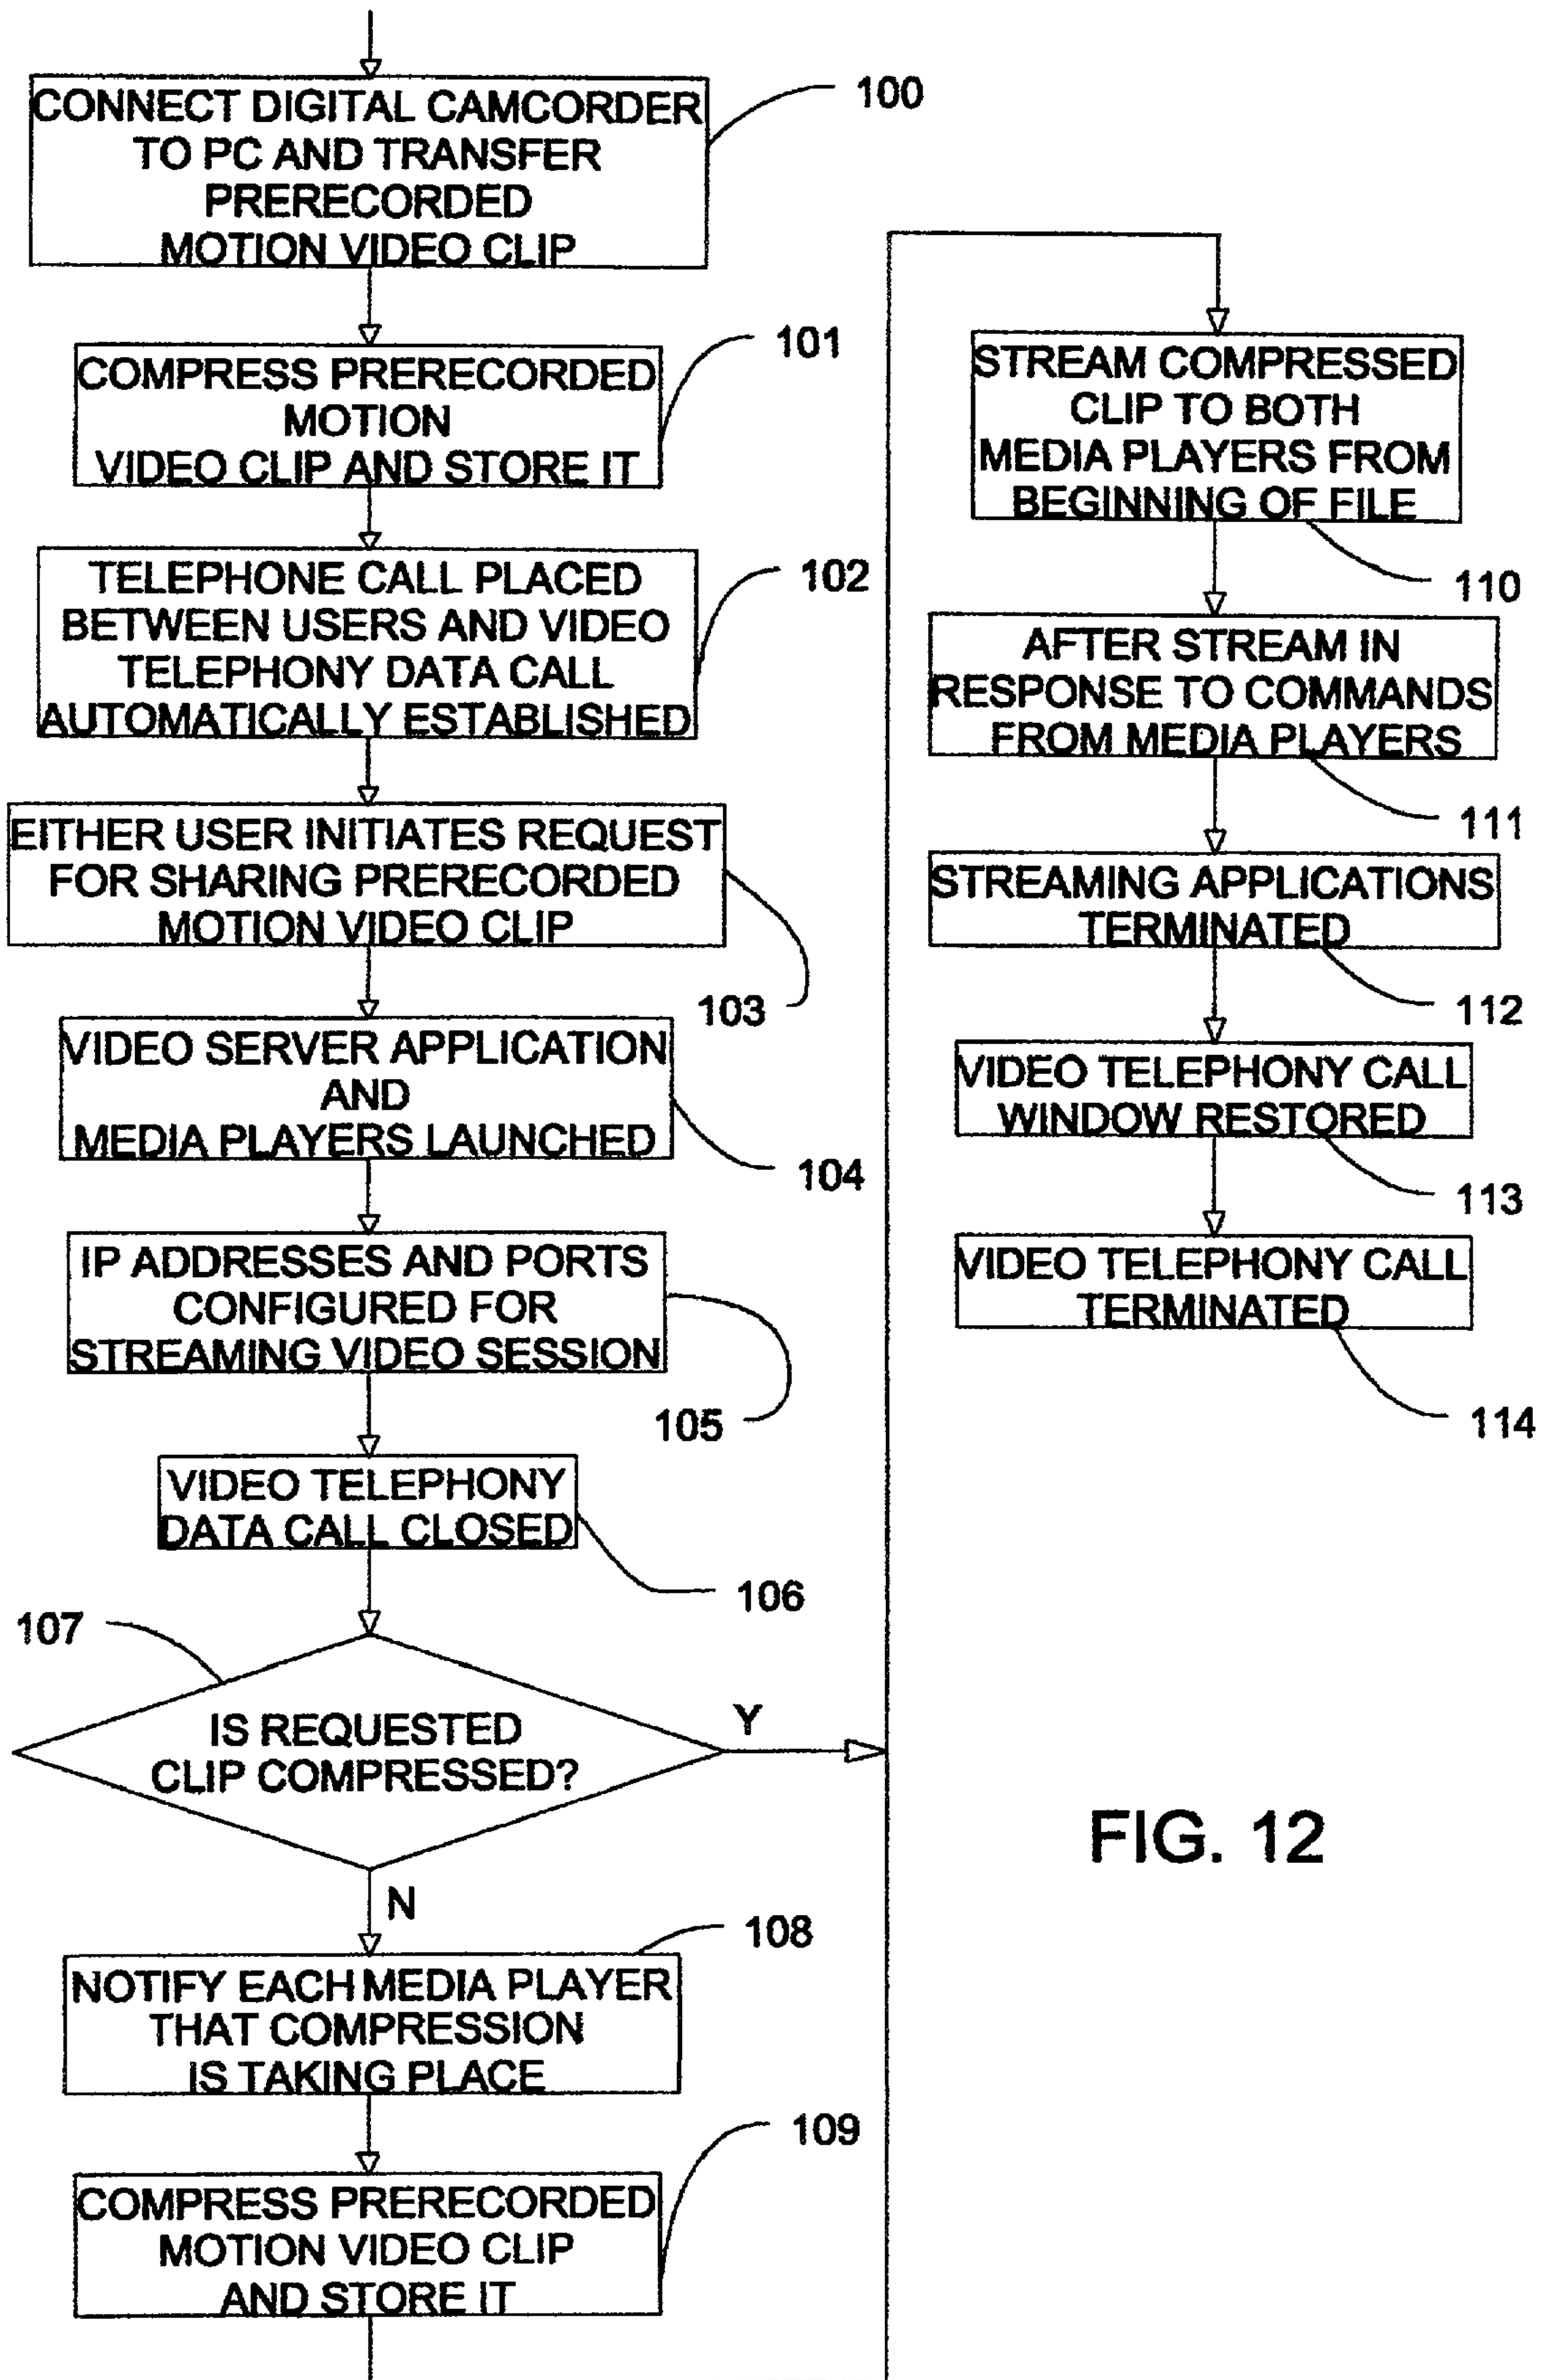 CONNECT DIGITAL CAMCORDER
TO PC AND TRANSFER
PRERECORDED
MOTION VIDEO CLIP
100
COMPRESS PRERECORDED
MOTION
VIDEO CLIP AND STORE IT
101
TELEPHONE CALL PLACED
BETWEEN USERS AND VIDEO
TELEPHONY DATA CALL
AUTOMATICALLY ESTABLISHED
102
EITHER USER INITIATES REQUEST
FOR SHARING PRERECORDED
MOTION VIDEO CLIP
103
VIDEO SERVER APPLICATION
AND
MEDIA PLAYERS LAUNCHED
104
IP ADDRESSES AND PORTS
CONFIGURED FOR
STREAMING VIDEO SESSION
105
VIDEO TELEPHONY
DATA CALL CLOSED
106
107
IS REQUESTED
CLIP COMPRESSED?
Y
N
NOTIFY EACH MEDIA PLAYER
THAT COMPRESSION
IS TAKING PLACE
108
COMPRESS PRERECORDED
MOTION VIDEO CLIP
AND STORE IT
109
STREAM COMPRESSED
CLIP TO BOTH
MEDIA PLAYERS FROM
BEGINNING OF FILE
110
AFTER STREAM IN
RESPONSE TO COMMANDS
FROM MEDIA PLAYERS
111
STREAMING APPLICATIONS
TERMINATED
112
VIDEO TELEPHONY CALL
WINDOW RESTORED
113
VIDEO TELEPHONY CALL
TERMINATED
114
FIG. 12